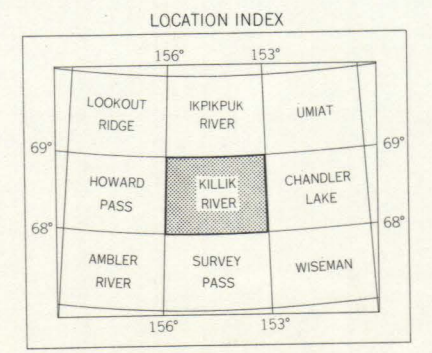 LOCATION INDEX
156° 153°
LOOKOUT
RIDGE
IKPIKPUK
RIVER
UMIAT
69° 69°
HOWARD
PASS
KILLIK
RIVER
CHANDLER
LAKE
68° 68°
AMBLER
RIVER
SURVEY
PASS
WISEMAN
156° 153°